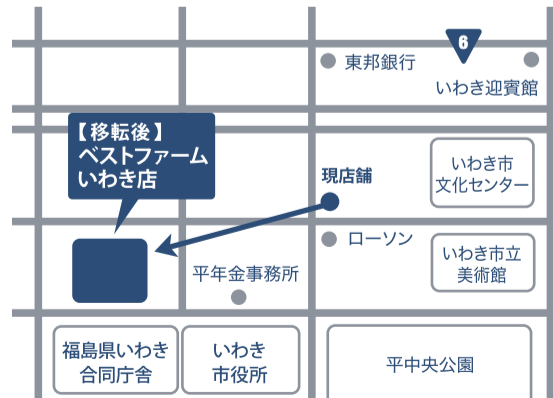 6
東邦銀行
いわき迎賓館
【移転後】
ベストファーム
いわき店
現店舗
いわき市
文化センター
ローソン
いわき市立
美術館
平年金事務所
福島県いわき
合同庁舎
いわき
市役所
平中央公園